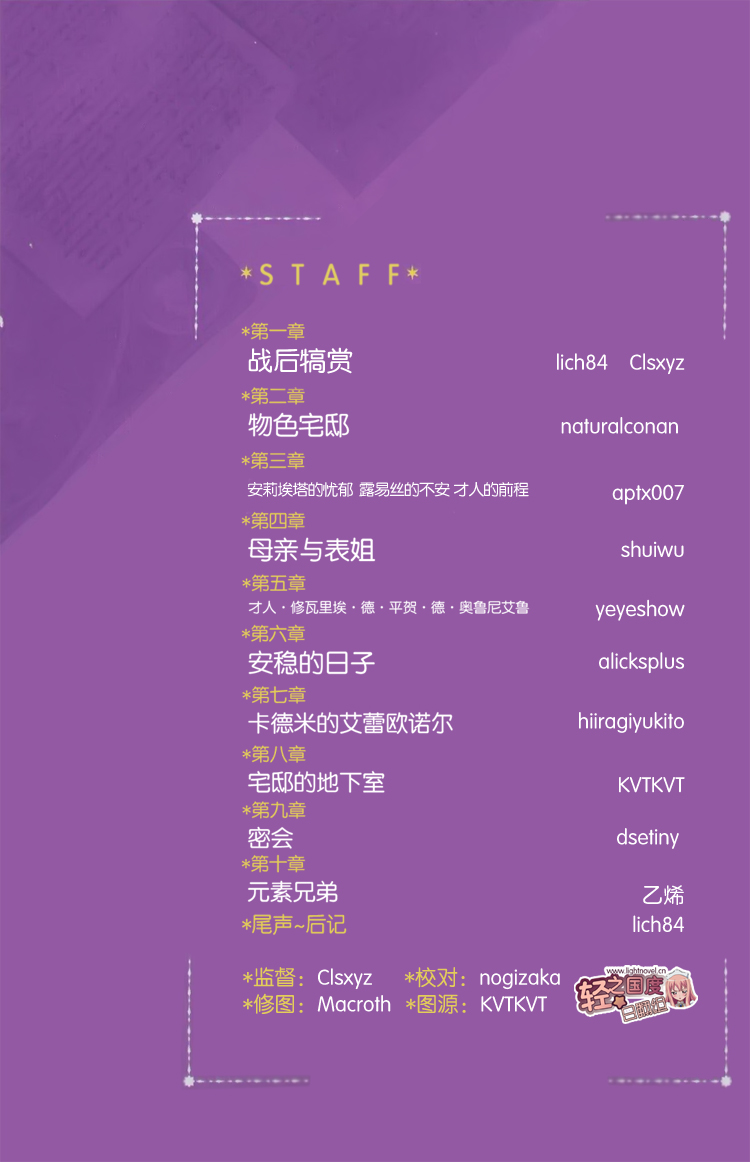 *STAFF*
*第一章
战后犒赏 lich84 Clsxyz
*第二章
物色宅邸 naturalconan
*第三章
安莉埃塔的忧郁 露易丝的不安 才人的前程 aptx007
*第四章
母亲与表姐 shuiwu
*第五章
才人·修瓦里埃·德·平贺·德·奥鲁尼艾鲁 yeyeshow
*第六章
安稳的日子 alicksplus
*第七章
卡德米的艾蕾欧诺尔 hiiragiyukito
*第八章
宅邸的地下室 KVTKVT
*第九章
密会 dsetiny
*第十章
元素兄弟 乙烯
*尾声~后记 lich84
*监督：Clsxyz *校对：nogizaka
*修图：Macroth *图源：KVTKVT
www.lightnovel.cn
轻之国度